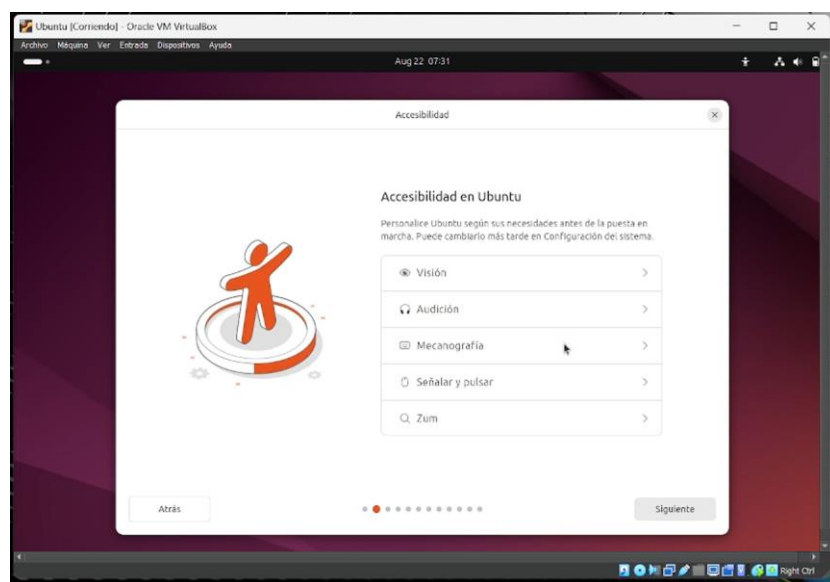 Ubuntu [Corriendo] - Oracle VM VirtualBox
Archivo Máquina Ver Entrada Dispositivos Ayuda
Aug 22 07:31
Accesibilidad
Accesibilidad en Ubuntu
Personalice Ubuntu según sus necesidades antes de la puesta en
marcha. Puede cambiarlo más tarde en Configuración del sistema.
Visión
Audición
Mecanografía
Señalar y pulsar
Zum
Atrás
Siguiente
Right Ctrl